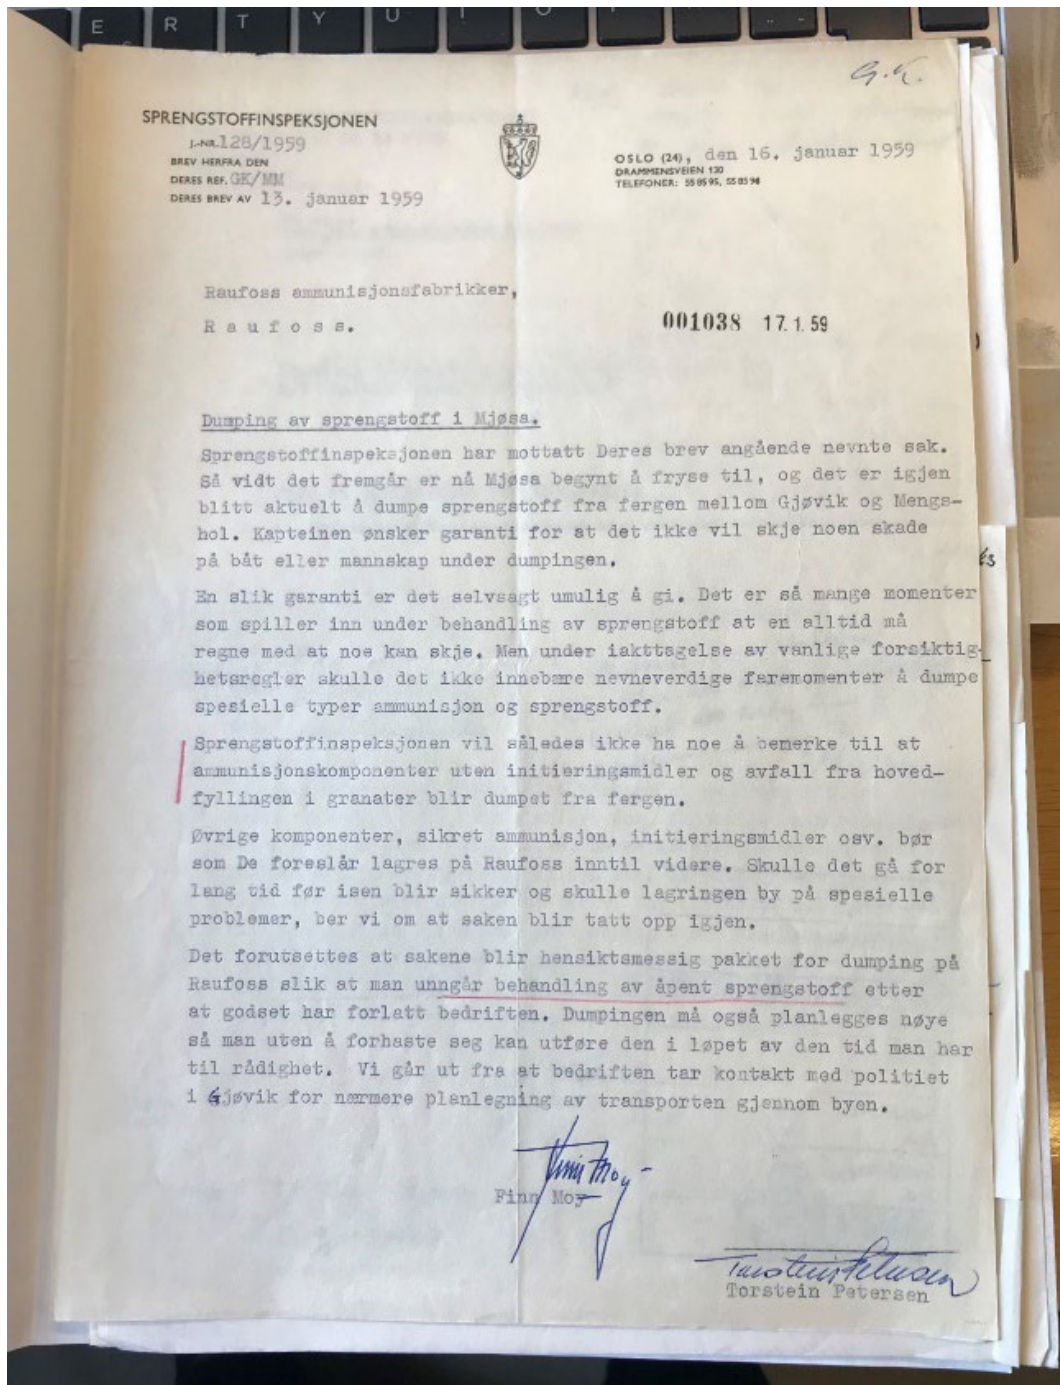 E R T Y U I O
G.K.
SPRENGSTOFFINSPEKSJONEN
J.-NR. 128/1959
BREV HERFRA DEN
DERES REF. GK/MM
DERES BREV AV 13. januar 1959
OSLO (24), den 16. januar 1959
DRAMMENSVEIEN 130
TELEFONER: 55 85 95, 55 85 94
Raufoss ammunisjonsfabrikker,
R a u f o s s.
001038 17. 1. 59
Dumping av sprengstoff i Mjøsa.
Sprengstoffinspeksjonen har mottatt Deres brev angående nevnte sak.
Så vidt det fremgår er nå Mjøsa begynt å fryse til, og det er igjen
blitt aktuelt å dumpe sprengstoff fra fergen mellom Gjøvik og Mengs-
hol. Kapteinen ønsker garanti for at det ikke vil skje noen skade
på båt eller mannskap under dumpingen.
En slik garanti er det selvsagt umulig å gi. Det er så mange momenter
som spiller inn under behandling av sprengstoff at en alltid må
regne med at noe kan skje. Men under iakttagelse av vanlige forsiktig-
hetsregler skulle det ikke innebære nevneverdige faremomenter å dumpe
spesielle typer ammunisjon og sprengstoff.
Sprengstoffinspeksjonen vil således ikke ha noe å bemerke til at
ammunisjonskomponenter uten initieringsmidler og avfall fra hoved-
fyllingen i granater blir dumpet fra fergen.
Øvrige komponenter, sikret ammunisjon, initieringsmidler osv. bør
som De foreslår lagres på Raufoss inntil videre. Skulle det gå for
lang tid før isen blir sikker og skulle lagringen by på spesielle
problemer, ber vi om at saken blir tatt opp igjen.
Det forutsettes at sakene blir hensiktsmessig pakket for dumping på
Raufoss slik at man unngår behandling av åpent sprengstoff etter
at godset har forlatt bedriften. Dumpingen må også planlegges nøye
så man uten å forhaste seg kan utføre den i løpet av den tid man har
til rådighet. Vi går ut fra at bedriften tar kontakt med politiet
i Gjøvik for nærmere planlegning av transporten gjennom byen.
Finn Moy
Finn Moy
Torstein Petersen
Torstein Petersen